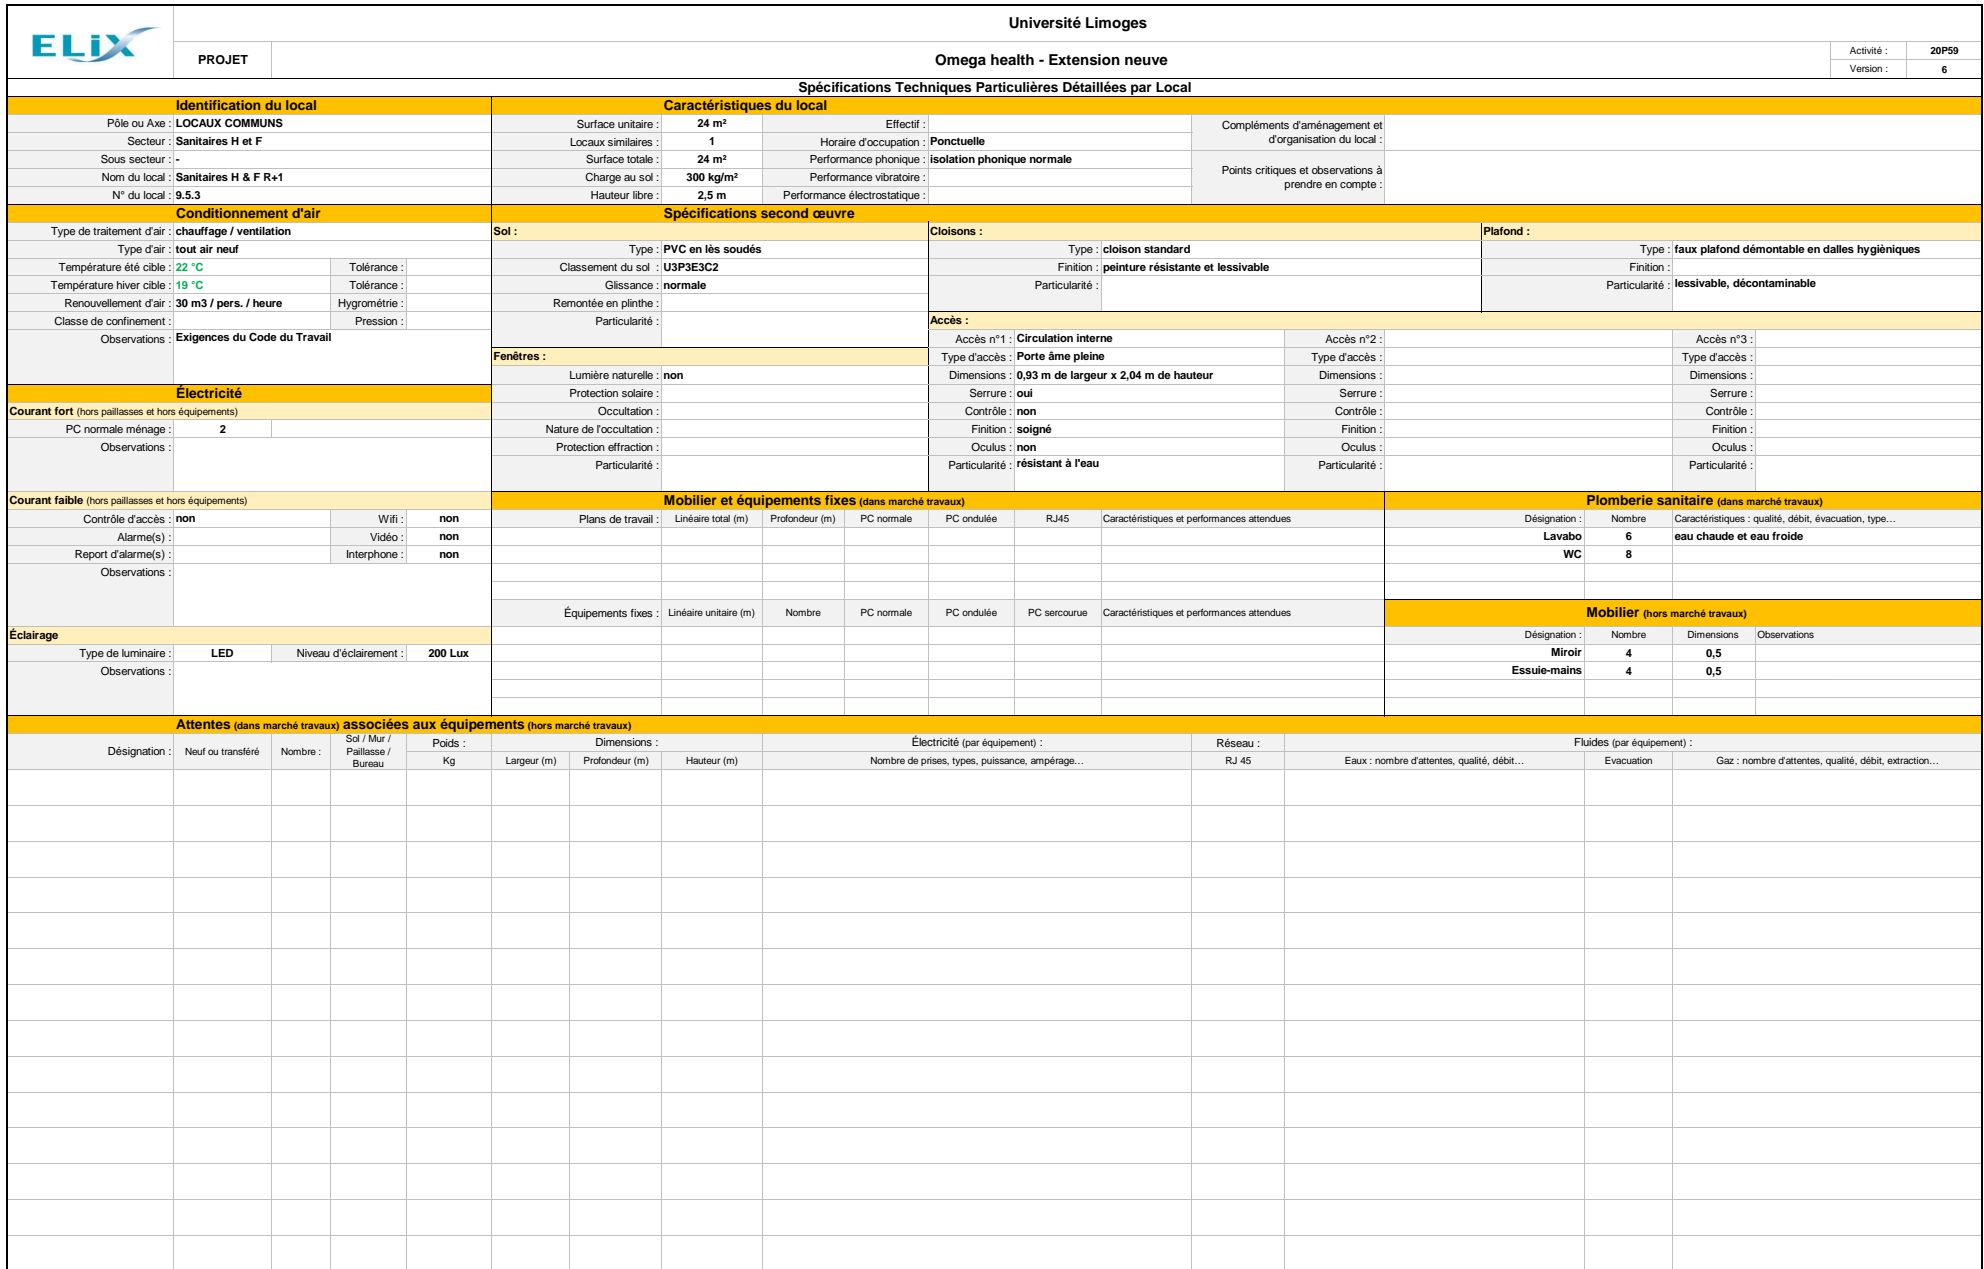 ELiX
Université Limoges
PROJET
Omega health - Extension neuve
Activité : 20P59
Version : 6
Spécifications Techniques Particulières Détaillées par Local
Identification du local
Pôle ou Axe : LOCAUX COMMUNS
Secteur : Sanitaires H et F
Sous secteur : -
Nom du local : Sanitaires H & F R+1
N° du local : 9.5.3
Caractéristiques du local
Surface unitaire : 24 m²
Locaux similaires : 1
Surface totale : 24 m²
Charge au sol : 300 kg/m²
Hauteur libre : 2,5 m
Effectif :
Horaire d'occupation : Ponctuelle
Performance phonique : isolation phonique normale
Performance vibratoire :
Performance électrostatique :
Compléments d'aménagement et
d'organisation du local :
Points critiques et observations à
prendre en compte :
Conditionnement d'air
Type de traitement d'air : chauffage / ventilation
Type d'air : tout air neuf
Température été cible : 22 °C Tolérance :
Température hiver cible : 19 °C Tolérance :
Renouvellement d'air : 30 m3 / pers. / heure Hygrométrie :
Classe de confinement : Pression :
Observations : Exigences du Code du Travail
Spécifications second œuvre
Sol :
Type : PVC en lès soudés
Classement du sol : U3P3E3C2
Glissance : normale
Remontée en plinthe :
Particularité :
Cloisons :
Type : cloison standard
Finition : peinture résistante et lessivable
Particularité :
Plafond :
Type : faux plafond démontable en dalles hygièniques
Finition :
Particularité : lessivable, décontaminable
Fenêtres :
Lumière naturelle : non
Protection solaire :
Occultation :
Nature de l'occultation :
Protection effraction :
Particularité :
Accès :
Accès n°1 : Circulation interne Accès n°2 : Accès n°3 :
Type d'accès : Porte âme pleine Type d'accès : Type d'accès :
Dimensions : 0,93 m de largeur x 2,04 m de hauteur Dimensions : Dimensions :
Serrure : oui Serrure : Serrure :
Contrôle : non Contrôle : Contrôle :
Finition : soigné Finition : Finition :
Oculus : non Oculus : Oculus :
Particularité : résistant à l'eau Particularité : Particularité :
Électricité
Courant fort (hors paillasses et hors équipements)
PC normale ménage : 2
Observations :
Courant faible (hors paillasses et hors équipements)
Contrôle d'accès : non Wifi : non
Alarme(s) : Vidéo : non
Report d'alarme(s) : Interphone : non
Observations :
Éclairage
Type de luminaire : LED Niveau d'éclairement : 200 Lux
Observations :
Mobilier et équipements fixes (dans marché travaux)
Plans de travail : Linéaire total (m) Profondeur (m) PC normale PC ondulée RJ45 Caractéristiques et performances attendues
Équipements fixes : Linéaire unitaire (m) Nombre PC normale PC ondulée PC sercourue Caractéristiques et performances attendues
Plomberie sanitaire (dans marché travaux)
Désignation : Nombre Caractéristiques : qualité, débit, évacuation, type…
Lavabo 6 eau chaude et eau froide
WC 8
Mobilier (hors marché travaux)
Désignation : Nombre Dimensions Observations
Miroir 4 0,5
Essuie-mains 4 0,5
Attentes (dans marché travaux) associées aux équipements (hors marché travaux)
Désignation : Neuf ou transféré Nombre :
Sol / Mur /
Paillasse /
Bureau
Poids : Dimensions : Électricité (par équipement) : Réseau : Fluides (par équipement) :
Kg Largeur (m) Profondeur (m) Hauteur (m) Nombre de prises, types, puissance, ampérage… RJ 45 Eaux : nombre d'attentes, qualité, débit… Evacuation Gaz : nombre d'attentes, qualité, débit, extraction…